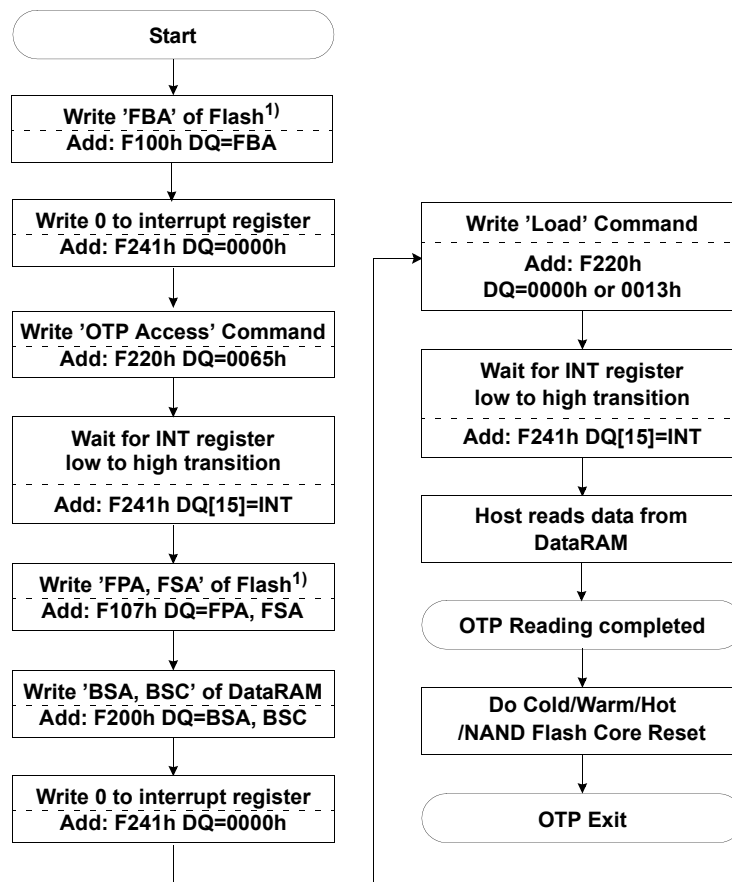 Start
Write ’FBA’ of Flash1)
Add: F100h DQ=FBA
Write 0 to interrupt register
Add: F241h DQ=0000h
Write ’OTP Access’ Command
Add: F220h DQ=0065h
Wait for INT register
low to high transition
Add: F241h DQ[15]=INT
Write ’FPA, FSA’ of Flash1)
Add: F107h DQ=FPA, FSA
Write ’BSA, BSC’ of DataRAM
Add: F200h DQ=BSA, BSC
Write 0 to interrupt register
Add: F241h DQ=0000h
Write ’Load’ Command
Add: F220h
DQ=0000h or 0013h
Wait for INT register
low to high transition
Add: F241h DQ[15]=INT
Host reads data from
DataRAM
OTP Reading completed
Do Cold/Warm/Hot
/NAND Flash Core Reset
OTP Exit